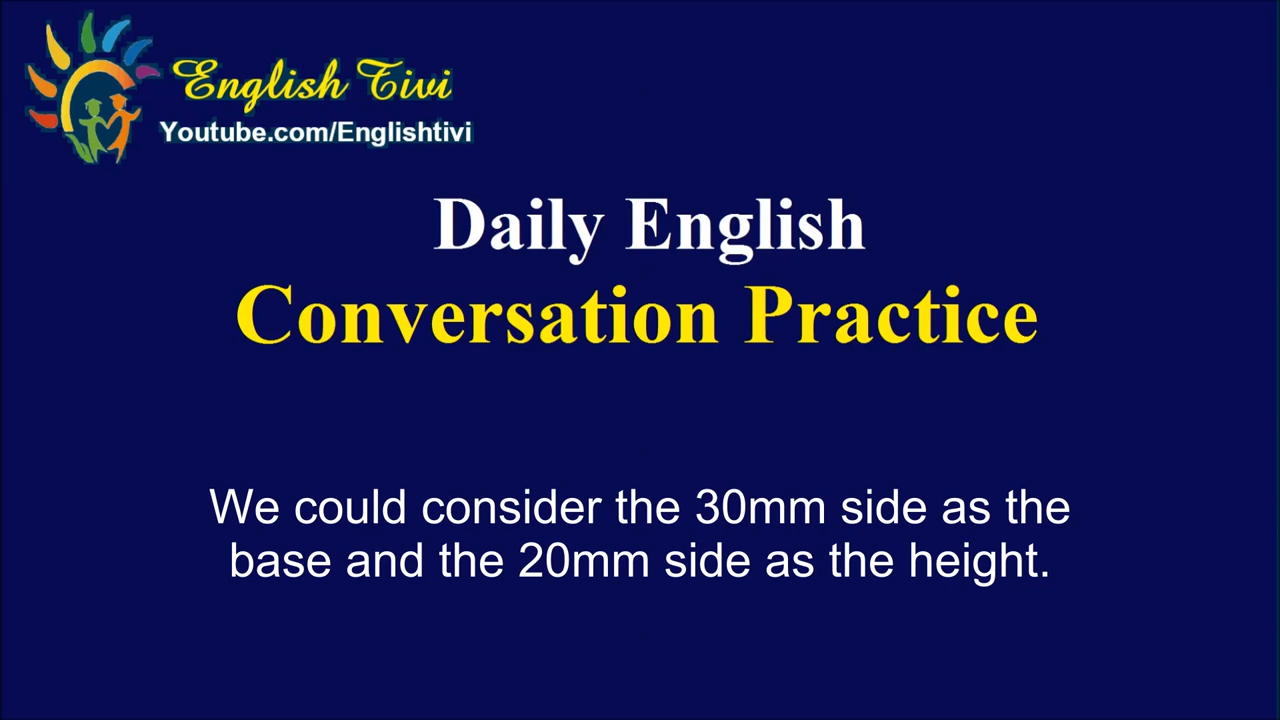 English Tivi
Youtube.com/Englishtivi
Daily English
Conversation Practice
We could consider the 30mm side as the
base and the 20mm side as the height.